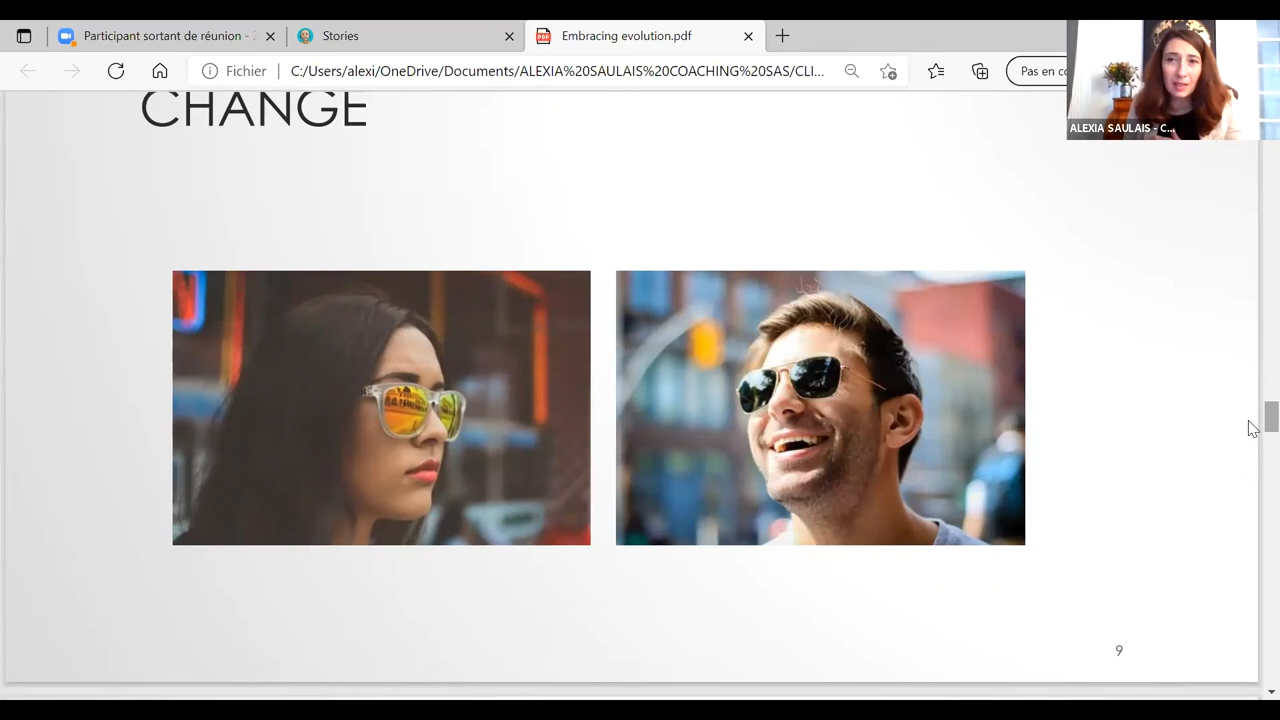 Participant sortant de réunion -
Stories
Embracing evolution.pdf
Fichier
C:/Users/alexi/OneDrive/Documents/ALEXIA%20SAULAIS%20COACHING%20SAS/CLI...
Pas en co
ALEXIA SAULAIS - C...
CHANGE
PDF
9